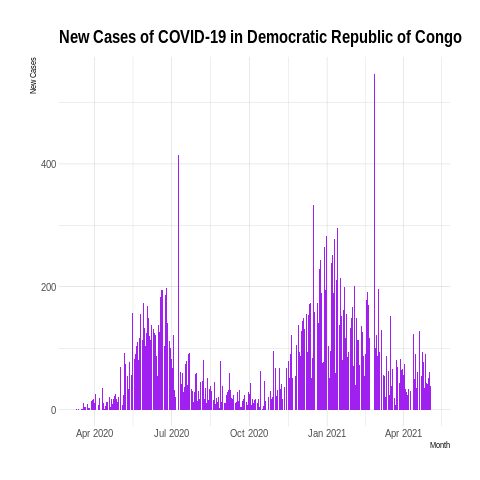 New Cases of COVID-19 in Democratic Republic of Congo
New Cases
400
200
0
Apr 2020 Jul 2020 Oct 2020 Jan 2021 Apr 2021
Month